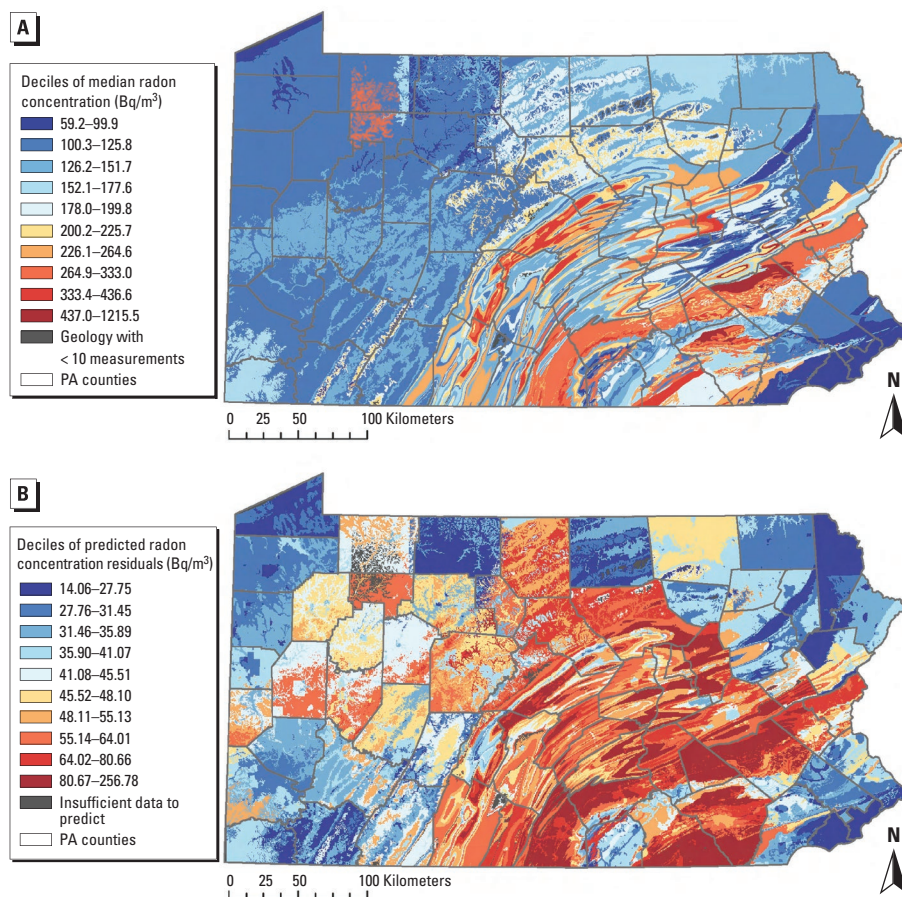 A
Deciles of median radon
concentration (Bq/m³)
59.2–99.9
100.3–125.8
126.2–151.7
152.1–177.6
178.0–199.8
200.2–225.7
226.1–264.6
264.9–333.0
333.4–436.6
437.0–1215.5
Geology with
< 10 measurements
PA counties
0 25 50 100 Kilometers
N
B
Deciles of predicted radon
concentration residuals (Bq/m³)
14.06–27.75
27.76–31.45
31.46–35.89
35.90–41.07
41.08–45.51
45.52–48.10
48.11–55.13
55.14–64.01
64.02–80.66
80.67–256.78
Insufficient data to
predict
PA counties
0 25 50 100 Kilometers
N